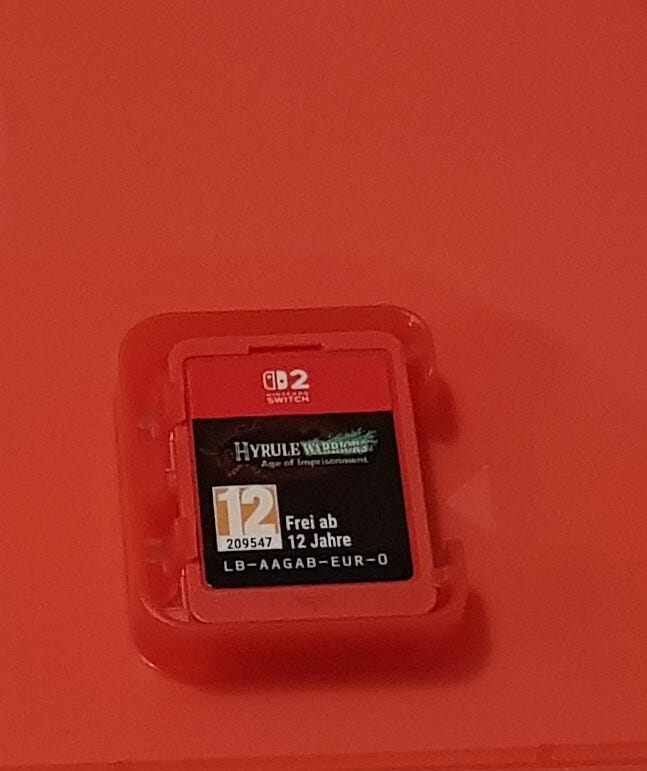 2
NINTENDO
SWITCH
HYRULE WARRIORS
Age of Imprisonment
12
209547
Frei ab
12 Jahre
LB-AAGAB-EUR-0